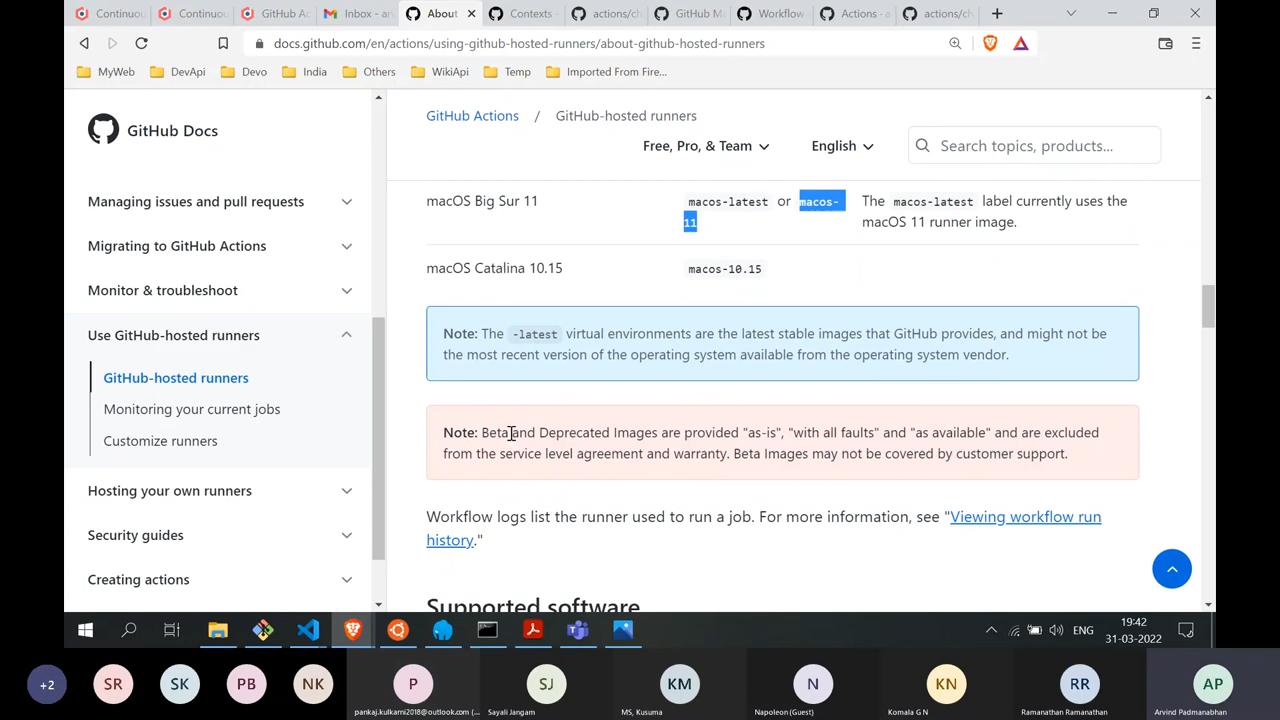 Continuou
Continuou
GitHub Ac
Inbox - an
About
Contexts
actions/ch
GitHub Ma
Workflow
Actions - a
actions/ch
docs.github.com/en/actions/using-github-hosted-runners/about-github-hosted-runners
MyWeb
DevApi
Devo
India
Others
WikiApi
Temp
Imported From Fire...
GitHub Docs
Managing issues and pull requests
Migrating to GitHub Actions
Monitor & troubleshoot
Use GitHub-hosted runners
GitHub-hosted runners
Monitoring your current jobs
Customize runners
Hosting your own runners
Security guides
Creating actions
GitHub Actions / GitHub-hosted runners
Free, Pro, & Team
English
Search topics, products...
macOS Big Sur 11
macos-latest or macos-
11
The macos-latest label currently uses the
macOS 11 runner image.
macOS Catalina 10.15
macos-10.15
Note: The -latest virtual environments are the latest stable images that GitHub provides, and might not be
the most recent version of the operating system available from the operating system vendor.
Note: Beta and Deprecated Images are provided "as-is", "with all faults" and "as available" and are excluded
from the service level agreement and warranty. Beta Images may not be covered by customer support.
Workflow logs list the runner used to run a job. For more information, see "Viewing workflow run
history."
Supported software
ENG
19:42
31-03-2022
+2
SR
SK
PB
NK
P
pankaj.kulkarni2018@outlook.com (...
SJ
Sayali Jangam
KM
MS, Kusuma
N
Napoleon (Guest)
KN
Komala G N
RR
Ramanathan Ramanathan
AP
Arvind Padmanabhan